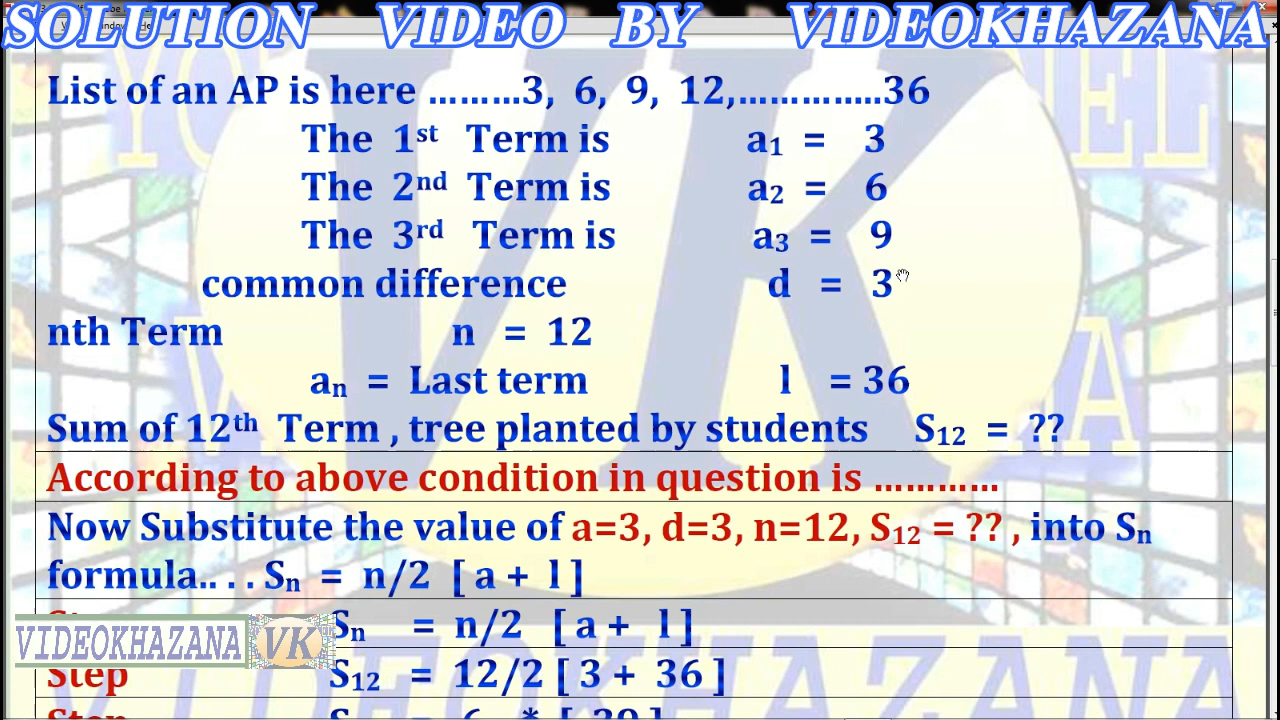 SOLUTION VIDEO BY VIDEOKHAZANA
List of an AP is here ………3, 6, 9, 12,…………..36
The 1st Term is a1 = 3
The 2nd Term is a2 = 6
The 3rd Term is a3 = 9
common difference d = 3
nth Term n = 12
an = Last term l = 36
Sum of 12th Term , tree planted by students S12 = ??
According to above condition in question is …………
Now Substitute the value of a=3, d=3, n=12, S12 = ?? , into Sn
formula.. . . Sn = n/2 [ a + l ]
Sn = n/2 [ a + l ]
VIDEOKHAZANA VK
Step S12 = 12/2 [ 3 + 36 ]